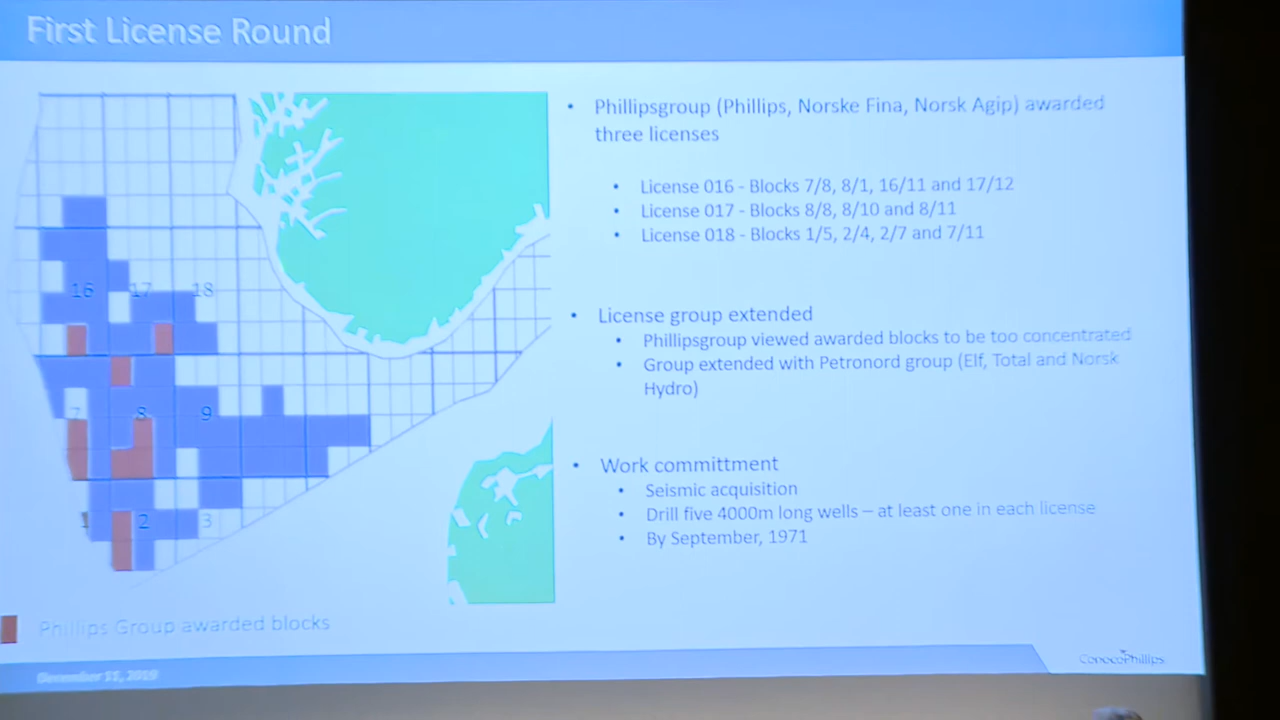 First License Round
• Phillipsgroup (Phillips, Norske Fina, Norsk Agip) awarded
three licenses
• License 016 - Blocks 7/8, 8/1, 16/11 and 17/12
• License 017 - Blocks 8/8, 8/10 and 8/11
• License 018 - Blocks 1/5, 2/4, 2/7 and 7/11
• License group extended
• Phillipsgroup viewed awarded blocks to be too concentrated
• Group extended with Petronord group (Elf, Total and Norsk
Hydro)
• Work committment
• Seismic acquisition
• Drill five 4000m long wells – at least one in each license
• By September, 1971
16 17 18
7 8 9
1 2 3
Phillips Group awarded blocks
December 11, 2019
ConocoPhillips